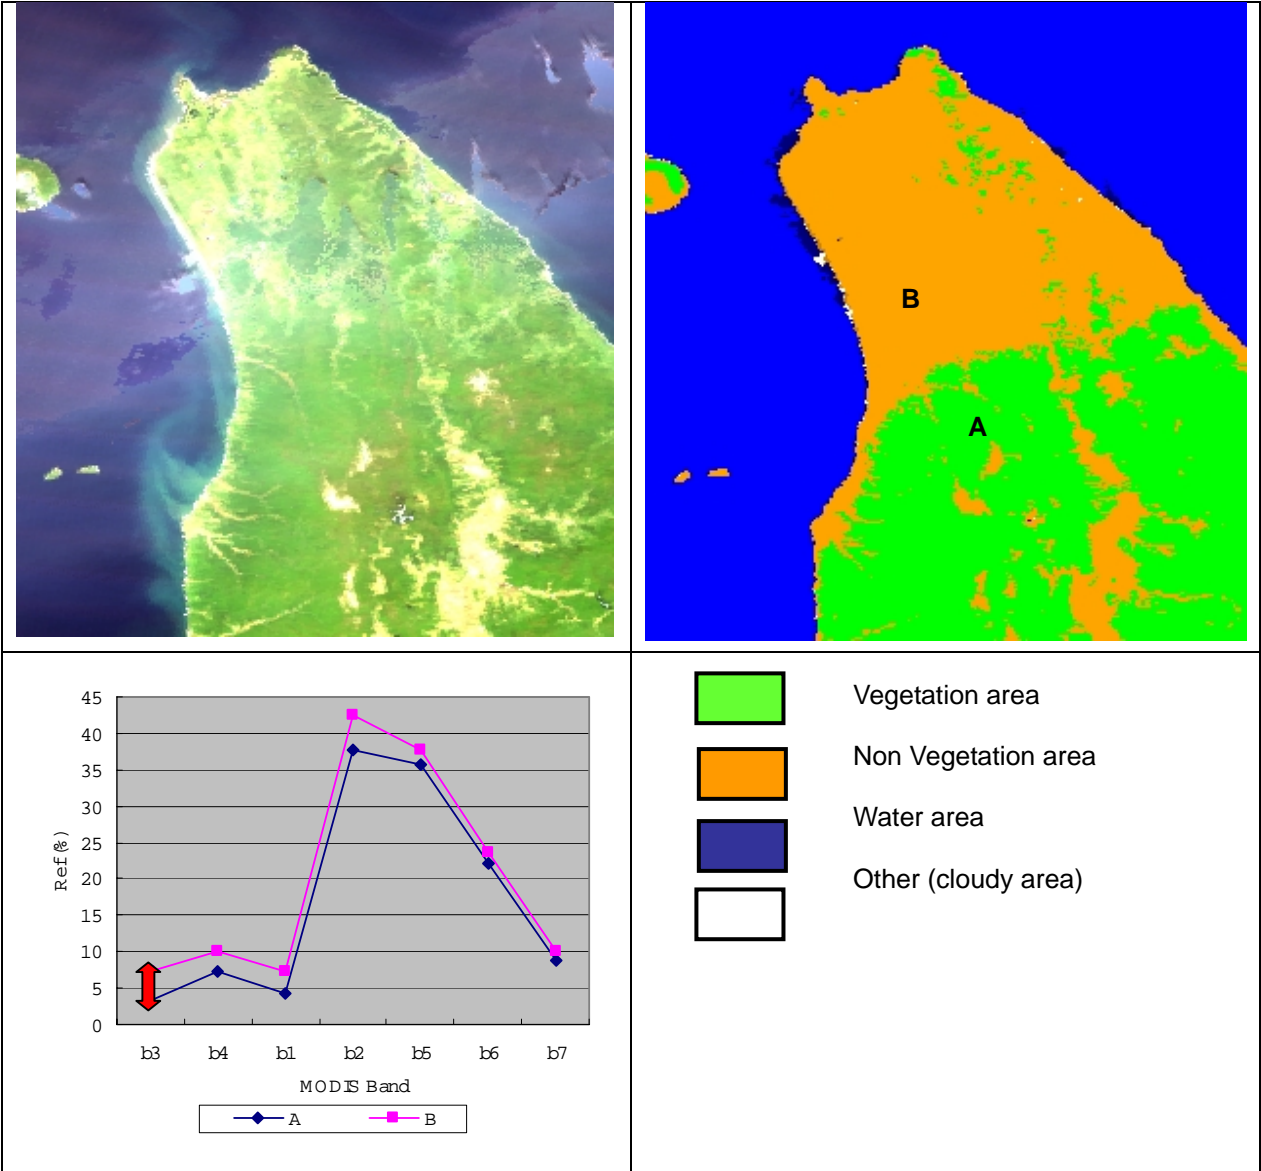 B
A
45
40
35
30
25
20
15
10
5
0
Ref(%)
b3 b4 b1 b2 b5 b6 b7
MODIS Band
A B
Vegetation area
Non Vegetation area
Water area
Other (cloudy area)